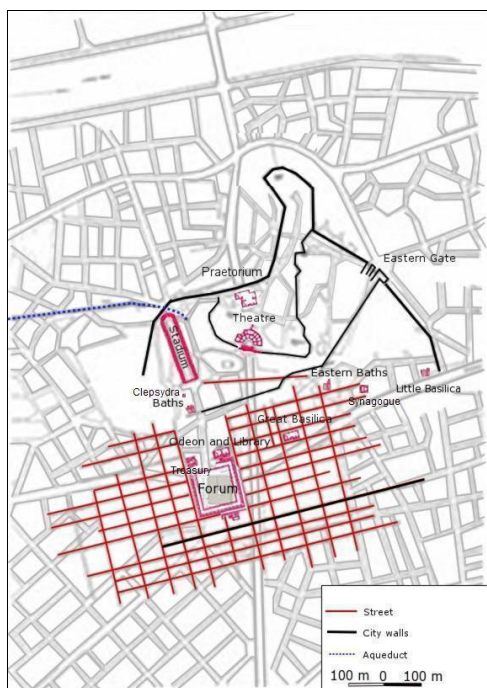 Eastern Gate
Praetorium
Theatre
Stadium
Eastern Baths
Little Basilica
Clepsydra
Synagogue
Baths
Great Basilica
Odeon and Library
Treasury
Forum
Street
City walls
Aqueduct
100 m 0 100 m